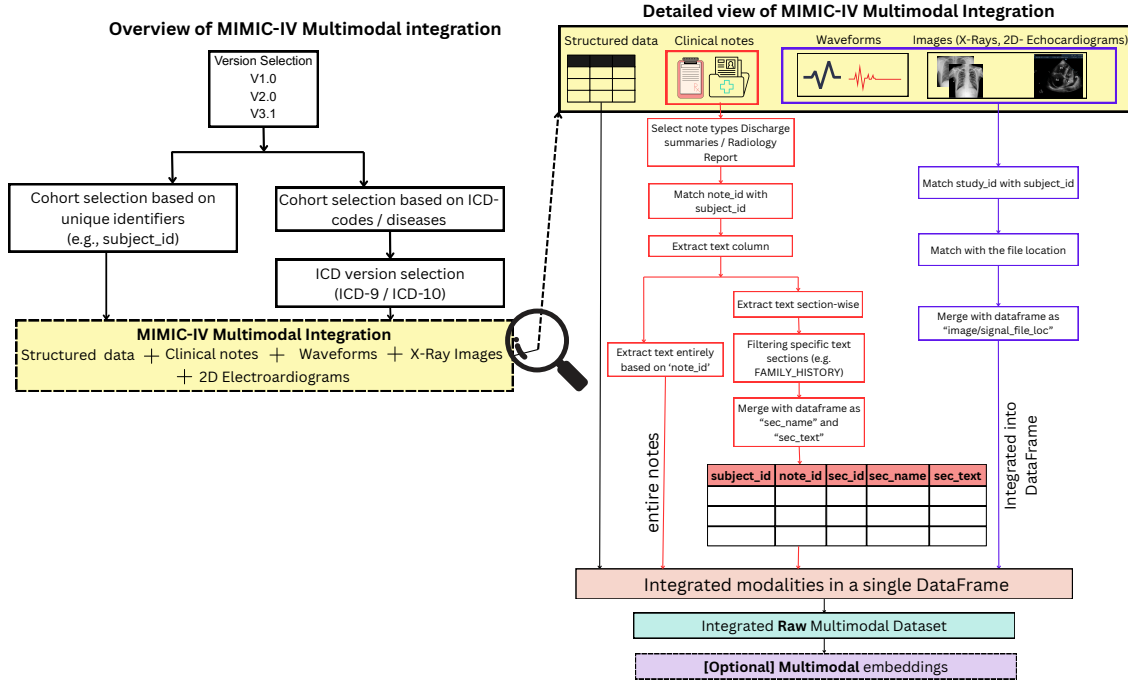 Overview of MIMIC-IV Multimodal integration
Version Selection
V1.0
V2.0
V3.1
Cohort selection based on
unique identifiers
(e.g., subject_id)
Cohort selection based on ICD-
codes / diseases
ICD version selection
(ICD-9 / ICD-10)
MIMIC-IV Multimodal Integration
Structured data + Clinical notes + Waveforms + X-Ray Images
+ 2D Electroardiograms
Detailed view of MIMIC-IV Multimodal Integration
Structured data
Clinical notes
Waveforms
Images (X-Rays, 2D- Echocardiograms)
Select note types Discharge
summaries / Radiology
Report
Match note_id with
subject_id
Extract text column
Extract text entirely
based on ‘note_id’
entire notes
Extract text section-wise
Filtering specific text
sections (e.g.
FAMILY_HISTORY)
Merge with dataframe as
“sec_name” and
“sec_text”
subject_id note_id sec_id sec_name sec_text
Match study_id with subject_id
Match with the file location
Merge with dataframe as
“image/signal_file_loc”
Integrated into
DataFrame
Integrated modalities in a single DataFrame
Integrated Raw Multimodal Dataset
[Optional] Multimodal embeddings